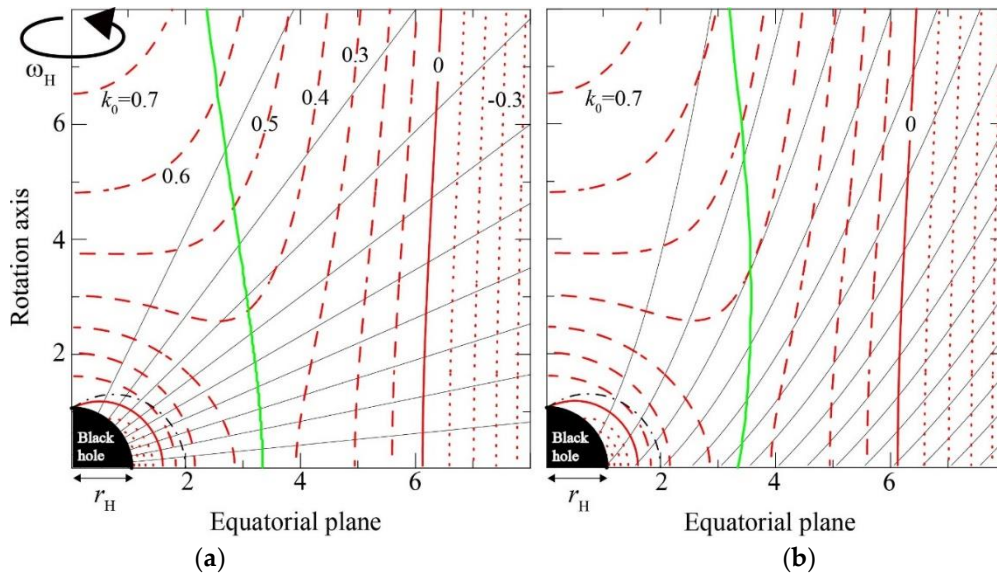 ω_H
k_0=0.7
0.6
0.5
0.4
0.3
0
-0.3
6
4
2
Rotation axis
Black
hole
r_H
2
4
6
Equatorial plane
(a)
k_0=0.7
0
6
4
2
Black
hole
r_H
2
4
6
Equatorial plane
(b)